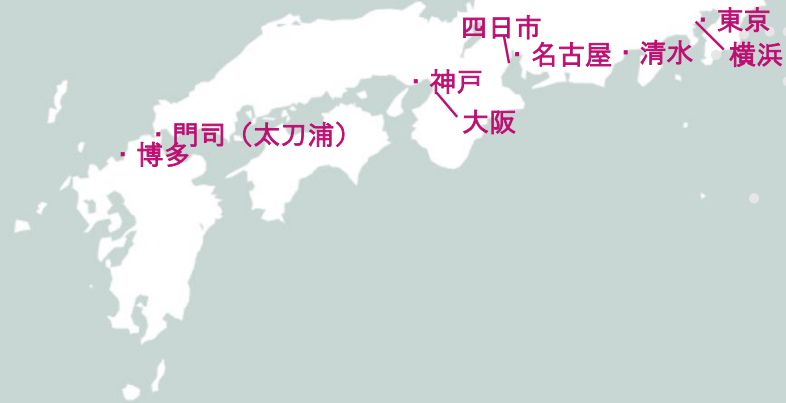 東京
四日市
・名古屋
・清水
横浜
・神戸
大阪
・門司（太刀浦）
・博多